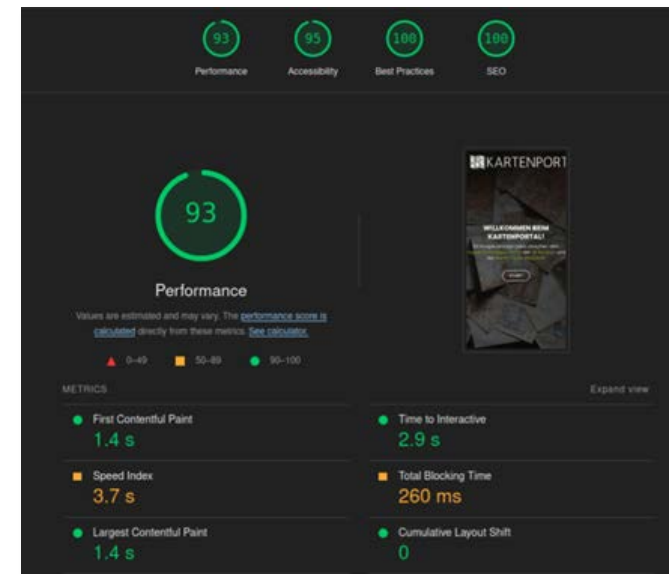 93
95
100
100
Performance
Accessibility
Best Practices
SEO
KARTENPORT
WILLKOMMEN BEIM
KARTENPORTAL!
START
93
Performance
Values are estimated and may vary. The performance score is
calculated directly from these metrics. See calculator.
0–49
50–89
90–100
METRICS
Expand view
First Contentful Paint
1.4 s
Time to Interactive
2.9 s
Speed Index
3.7 s
Total Blocking Time
260 ms
Largest Contentful Paint
1.4 s
Cumulative Layout Shift
0